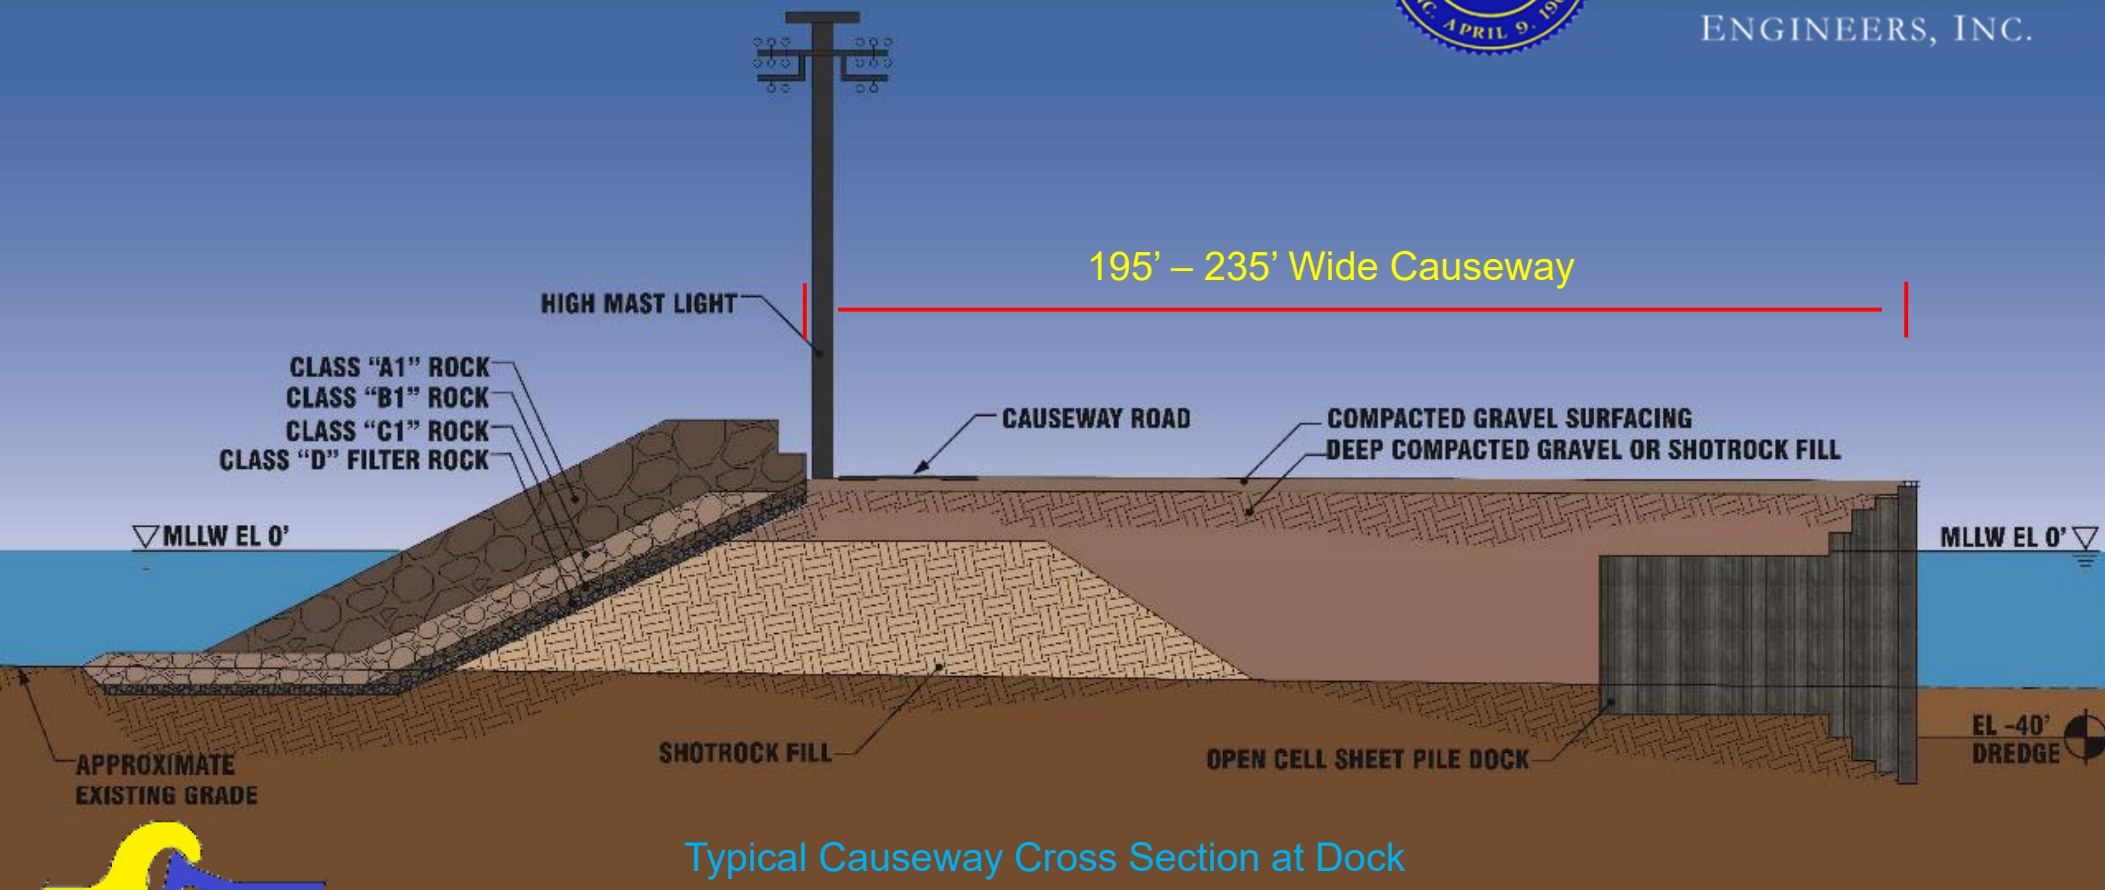 C. APRIL 9. 19
ENGINEERS, INC.
195’ – 235’ Wide Causeway
HIGH MAST LIGHT
CLASS “A1” ROCK
CLASS “B1” ROCK
CLASS “C1” ROCK
CLASS “D” FILTER ROCK
CAUSEWAY ROAD
COMPACTED GRAVEL SURFACING
DEEP COMPACTED GRAVEL OR SHOTROCK FILL
MLLW EL 0’
MLLW EL 0’
EL -40’
DREDGE
SHOTROCK FILL
OPEN CELL SHEET PILE DOCK
APPROXIMATE
EXISTING GRADE
Typical Causeway Cross Section at Dock